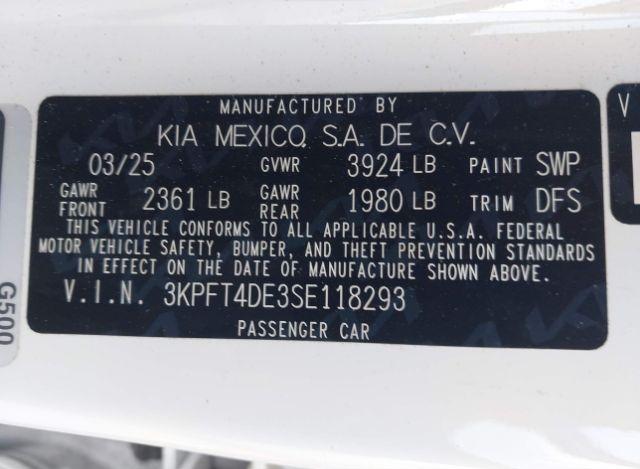 MANUFACTURED BY
KIA MEXICO, S.A. DE C.V.
03/25 GVWR 3924 LB PAINT SWP
GAWR FRONT 2361 LB GAWR REAR 1980 LB TRIM DFS
THIS VEHICLE CONFORMS TO ALL APPLICABLE U.S.A. FEDERAL
MOTOR VEHICLE SAFETY, BUMPER, AND THEFT PREVENTION STANDARDS
IN EFFECT ON THE DATE OF MANUFACTURE SHOWN ABOVE.
V.I.N. 3KPFT4DE3SE118293
PASSENGER CAR
G500
V